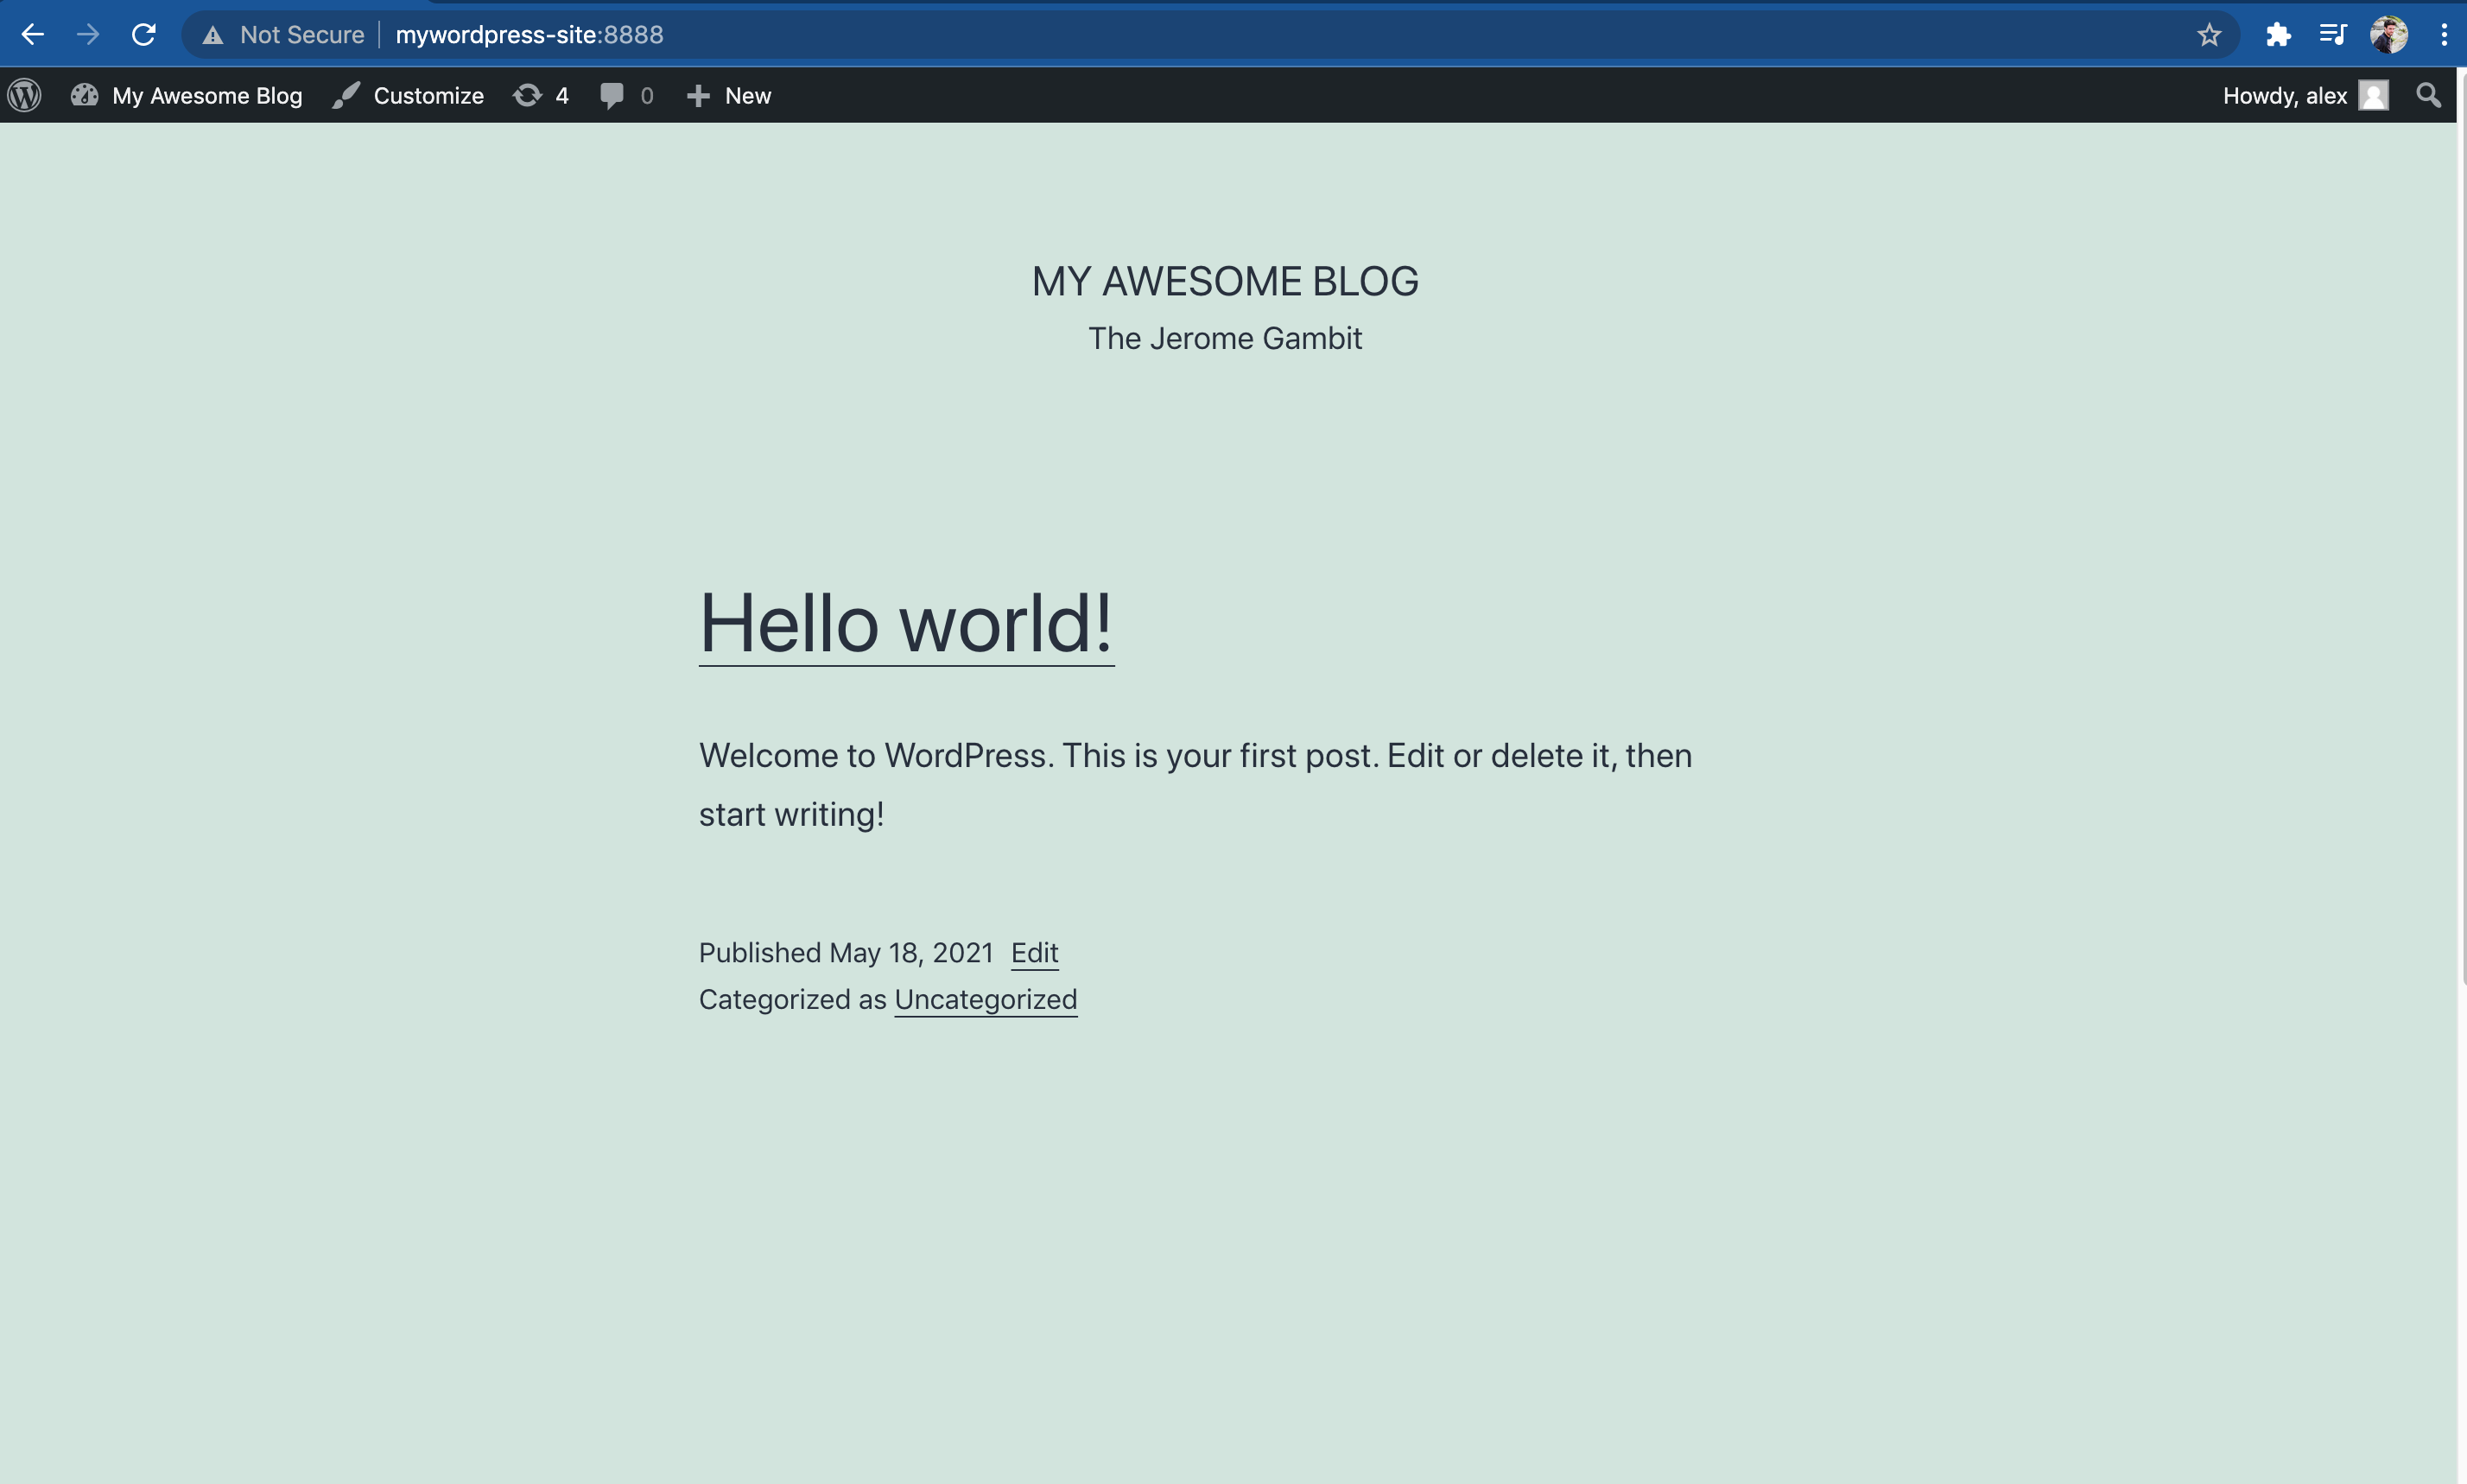 Not Secure mywordpress-site:8888
My Awesome Blog Customize 4 0 New Howdy, alex
MY AWESOME BLOG
The Jerome Gambit
Hello world!
Welcome to WordPress. This is your first post. Edit or delete it, then
start writing!
Published May 18, 2021 Edit
Categorized as Uncategorized